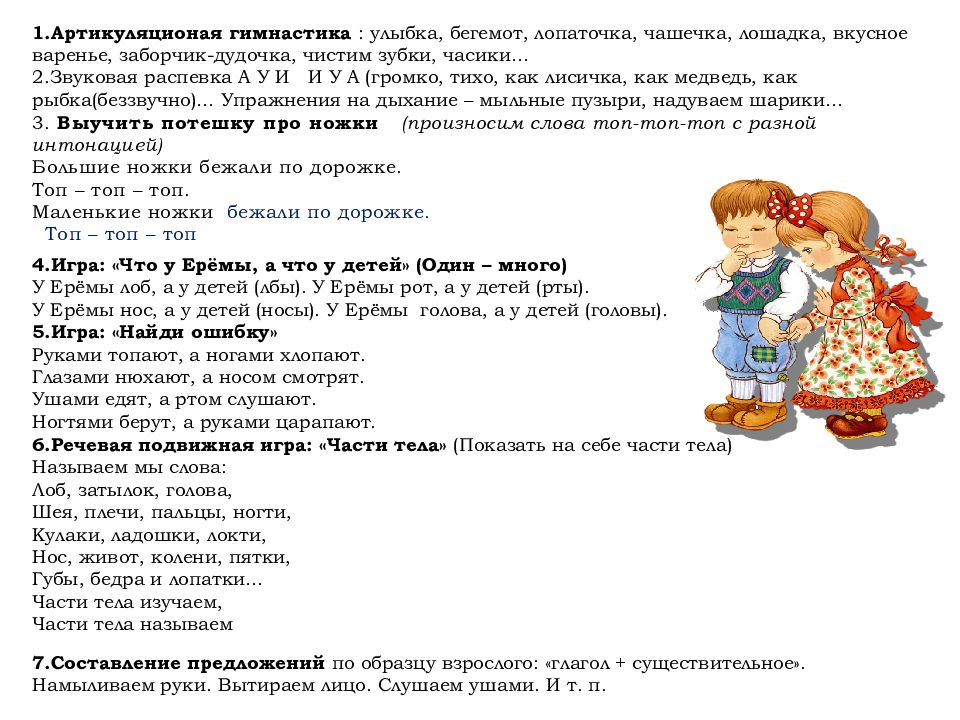 1.Артикуляционая гимнастика : улыбка, бегемот, лопаточка, чашечка, лошадка, вкусное
варенье, заборчик-дудочка, чистим зубки, часики…
2.Звуковая распевка А У И И У А (громко, тихо, как лисичка, как медведь, как
рыбка(беззвучно)… Упражнения на дыхание – мыльные пузыри, надуваем шарики…
3. Выучить потешку про ножки (произносим слова топ-топ-топ с разной
интонацией)
Большие ножки бежали по дорожке.
Топ – топ – топ.
Маленькие ножки бежали по дорожке.
Топ – топ – топ
4.Игра: «Что у Ерёмы, а что у детей» (Один – много)
У Ерёмы лоб, а у детей (лбы). У Ерёмы рот, а у детей (рты).
У Ерёмы нос, а у детей (носы). У Ерёмы голова, а у детей (головы).
5.Игра: «Найди ошибку»
Руками топают, а ногами хлопают.
Глазами нюхают, а носом смотрят.
Ушами едят, а ртом слушают.
Ногтями берут, а руками царапают.
6.Речевая подвижная игра: «Части тела» (Показать на себе части тела)
Называем мы слова:
Лоб, затылок, голова,
Шея, плечи, пальцы, ногти,
Кулаки, ладошки, локти,
Нос, живот, колени, пятки,
Губы, бедра и лопатки…
Части тела изучаем,
Части тела называем
7.Составление предложений по образцу взрослого: «глагол + существительное».
Намыливаем руки. Вытираем лицо. Слушаем ушами. И т. п.